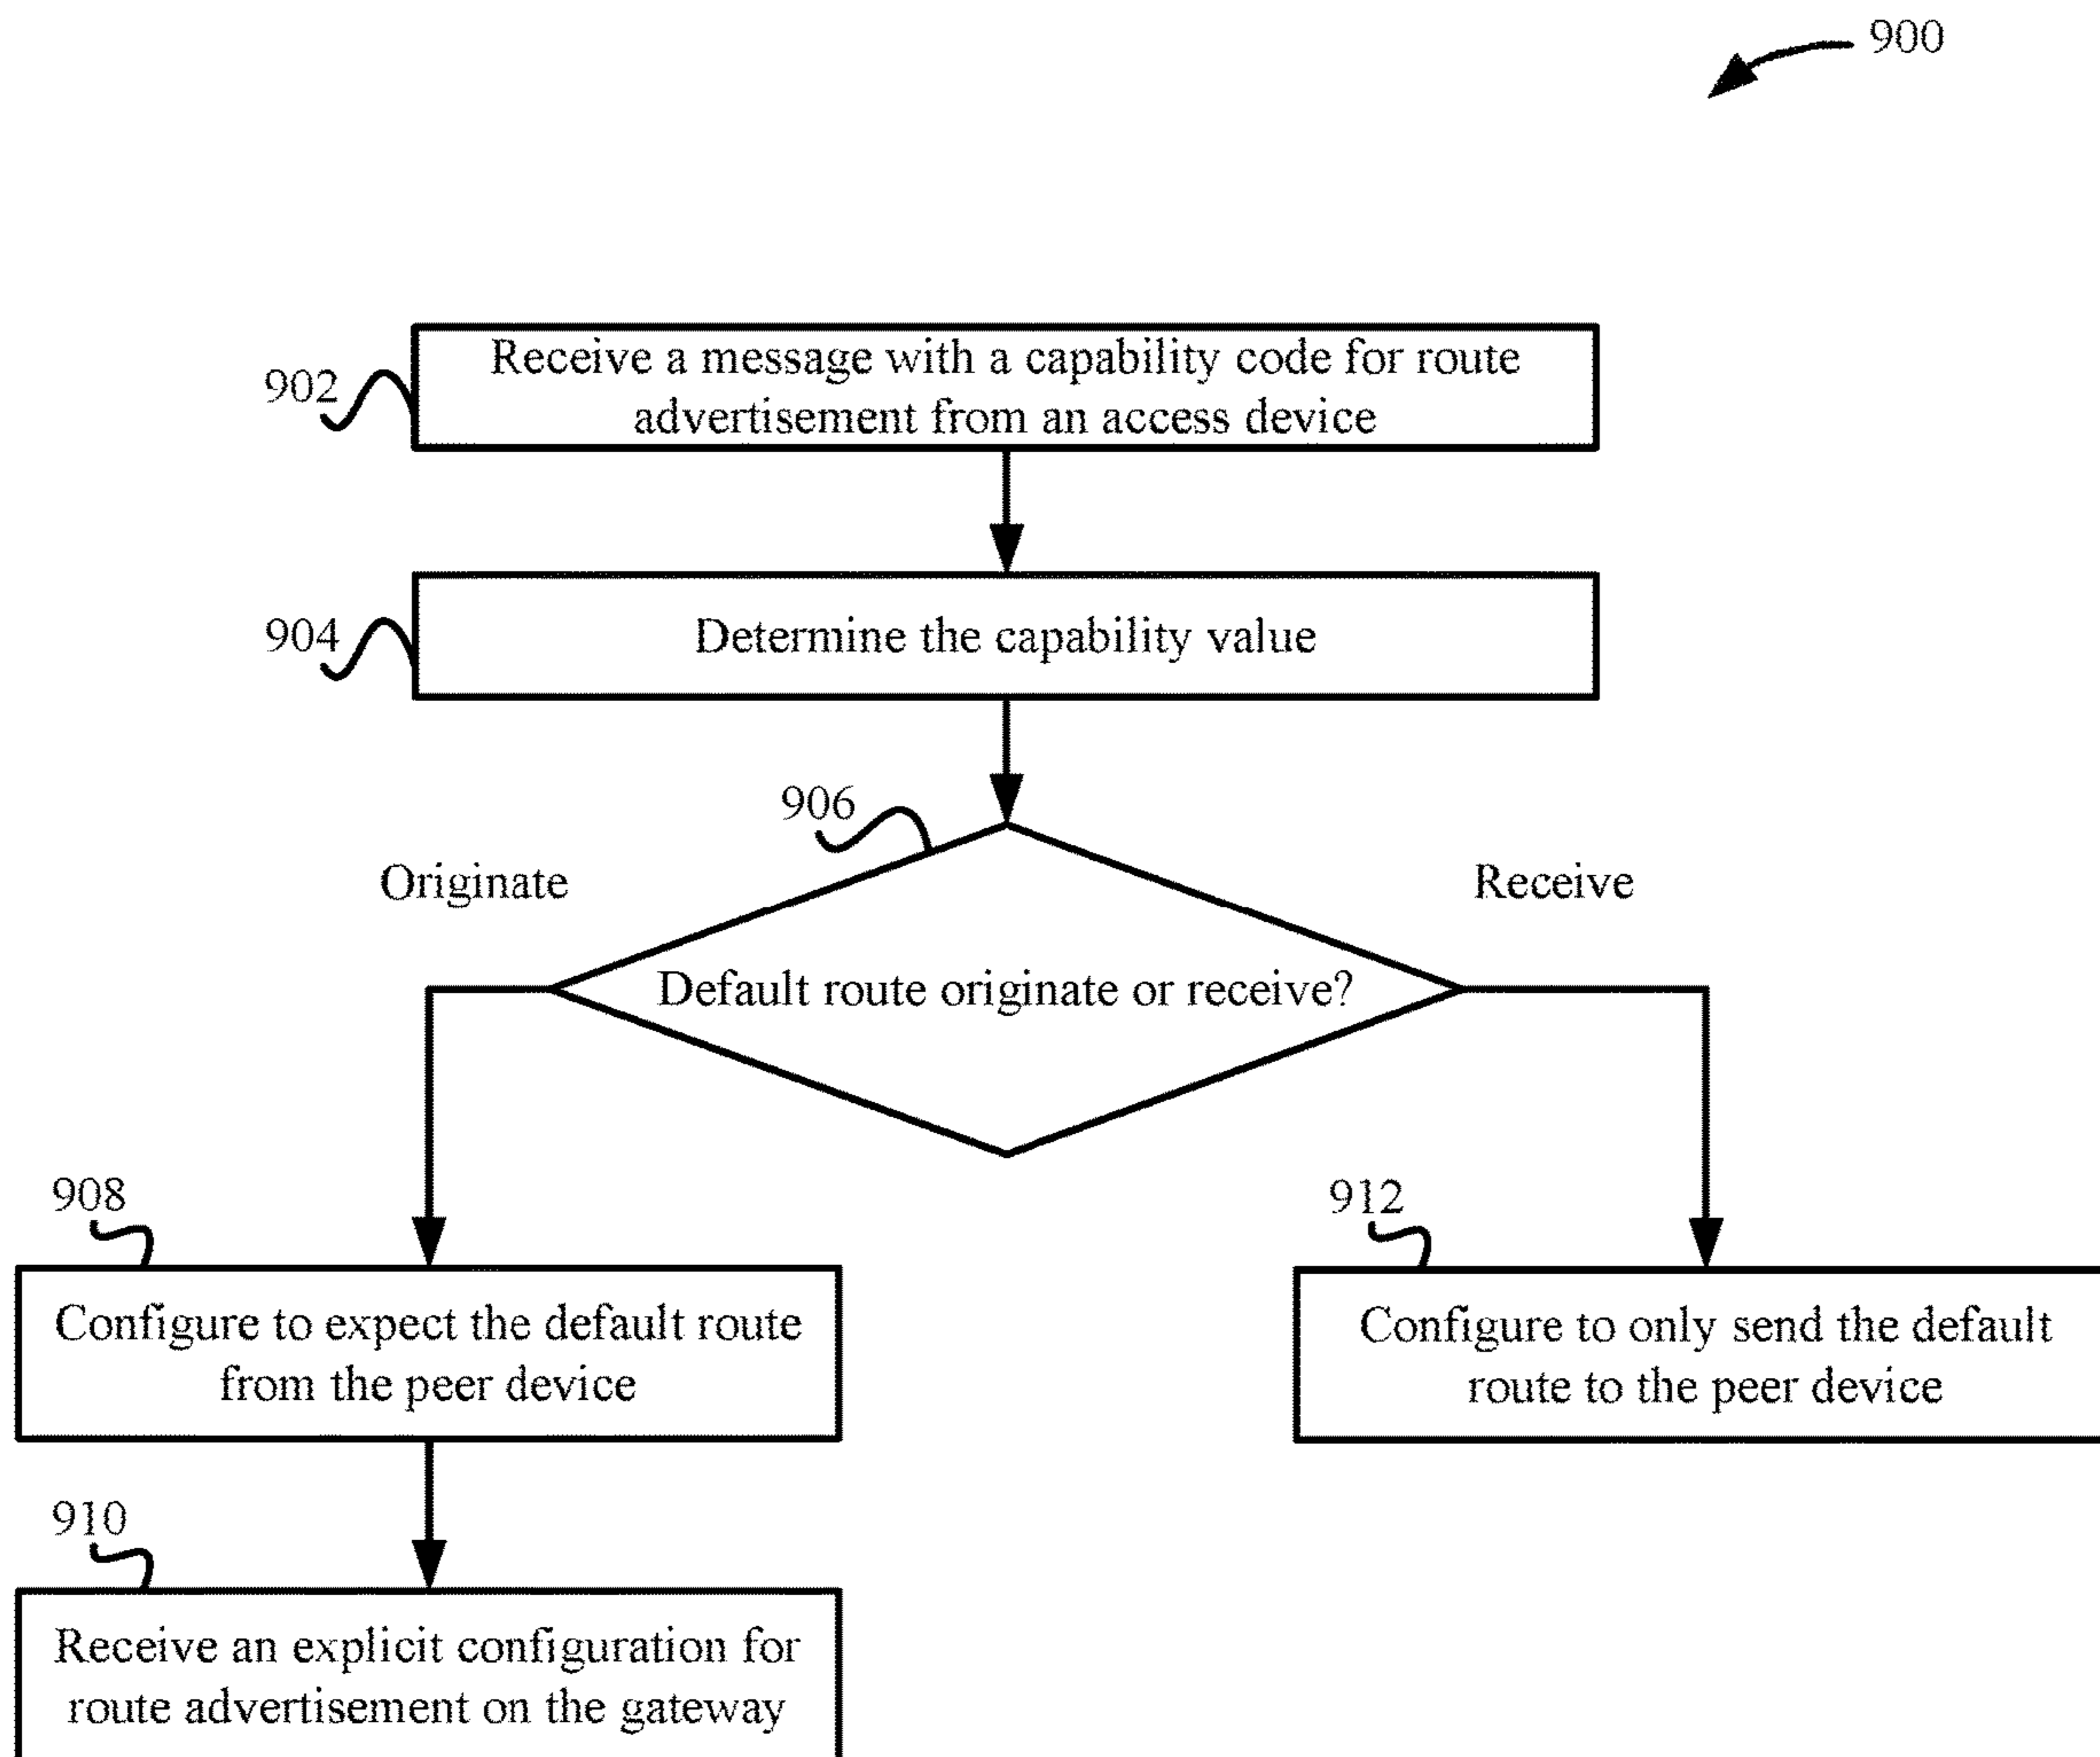 900
902
Receive a message with a capability code for route
advertisement from an access device
904
Determine the capability value
906
Originate
Receive
Default route originate or receive?
908
Configure to expect the default route
from the peer device
912
Configure to only send the default
route to the peer device
910
Receive an explicit configuration for
route advertisement on the gateway